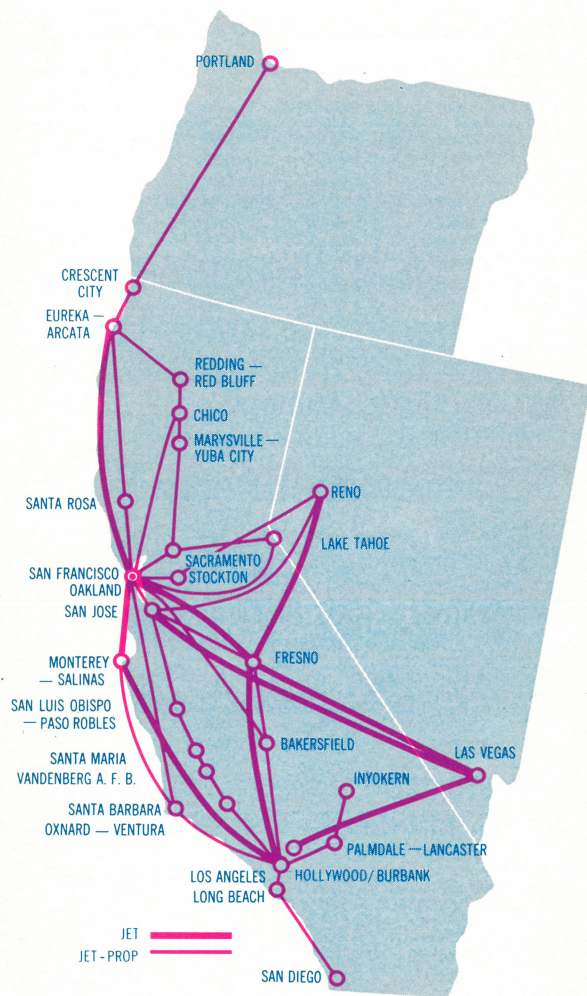 PORTLAND
CRESCENT
CITY
EUREKA —
ARCATA
REDDING —
RED BLUFF
CHICO
MARYSVILLE —
YUBA CITY
SANTA ROSA
RENO
LAKE TAHOE
SACRAMENTO
STOCKTON
SAN FRANCISCO
OAKLAND
SAN JOSE
FRESNO
MONTEREY
— SALINAS
SAN LUIS OBISPO
— PASO ROBLES
BAKERSFIELD
LAS VEGAS
SANTA MARIA
VANDENBERG A. F. B.
INYOKERN
SANTA BARBARA
OXNARD — VENTURA
PALMDALE — LANCASTER
HOLLYWOOD/BURBANK
LOS ANGELES
LONG BEACH
JET
JET-PROP
SAN DIEGO